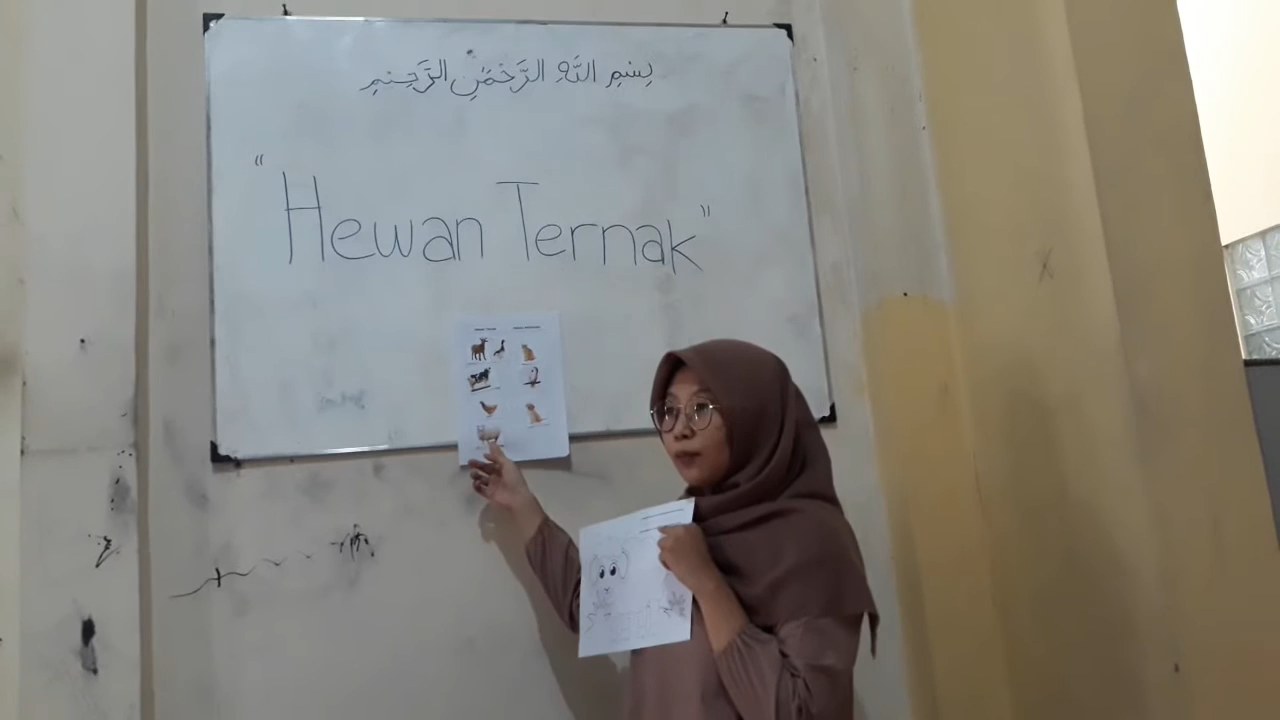 بِسْمِ اللَّهِ الرَّحْمَٰنِ الرَّحِيْمِ
"Hewan Ternak"